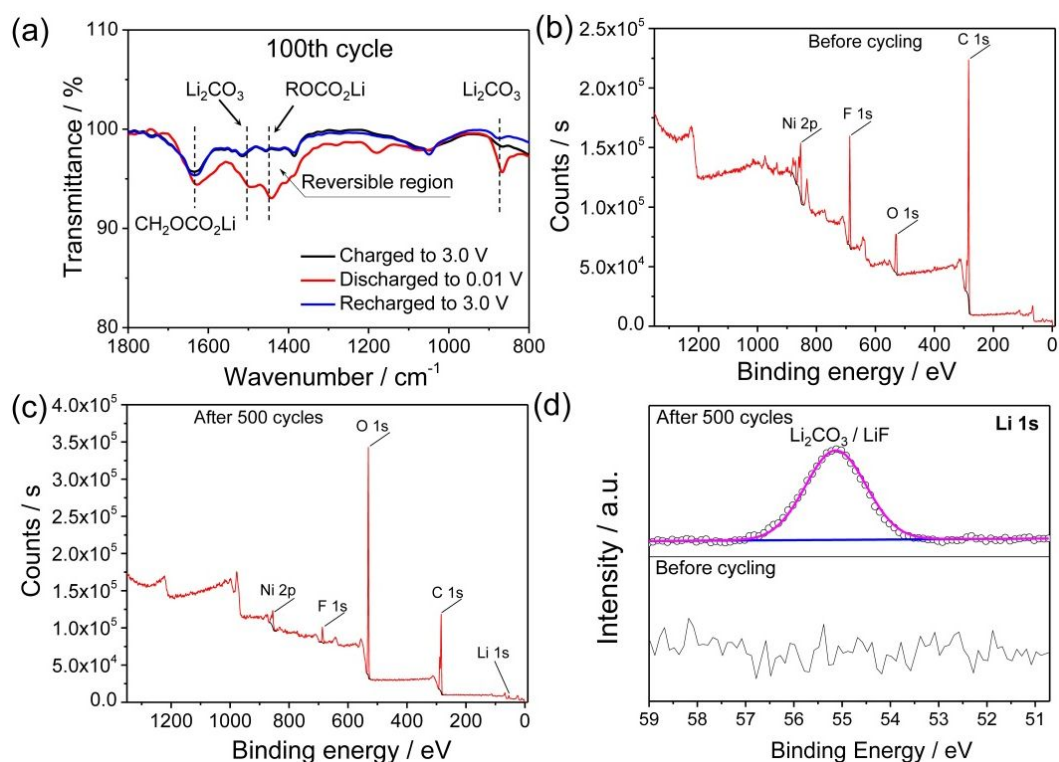 (a)
110
100th cycle
Li₂CO₃
ROCO₂Li
Li₂CO₃
100
Reversible region
90
CH₂OCO₂Li
Charged to 3.0 V
Discharged to 0.01 V
Recharged to 3.0 V
80
1800 1600 1400 1200 1000 800
Transmittance / %
Wavenumber / cm⁻¹
(b)
2.5x10⁵
Before cycling
C 1s
2.0x10⁵
Ni 2p
F 1s
1.5x10⁵
1.0x10⁵
O 1s
5.0x10⁴
0.0
1200 1000 800 600 400 200 0
Counts / s
Binding energy / eV
(c)
4.0x10⁵
After 500 cycles
O 1s
3.5x10⁵
3.0x10⁵
2.5x10⁵
2.0x10⁵
1.5x10⁵
Ni 2p
F 1s
C 1s
1.0x10⁵
5.0x10⁴
Li 1s
0.0
1200 1000 800 600 400 200 0
Counts / s
Binding energy / eV
(d)
After 500 cycles
Li 1s
Li₂CO₃ / LiF
Before cycling
59 58 57 56 55 54 53 52 51
Intensity / a.u.
Binding Energy / eV